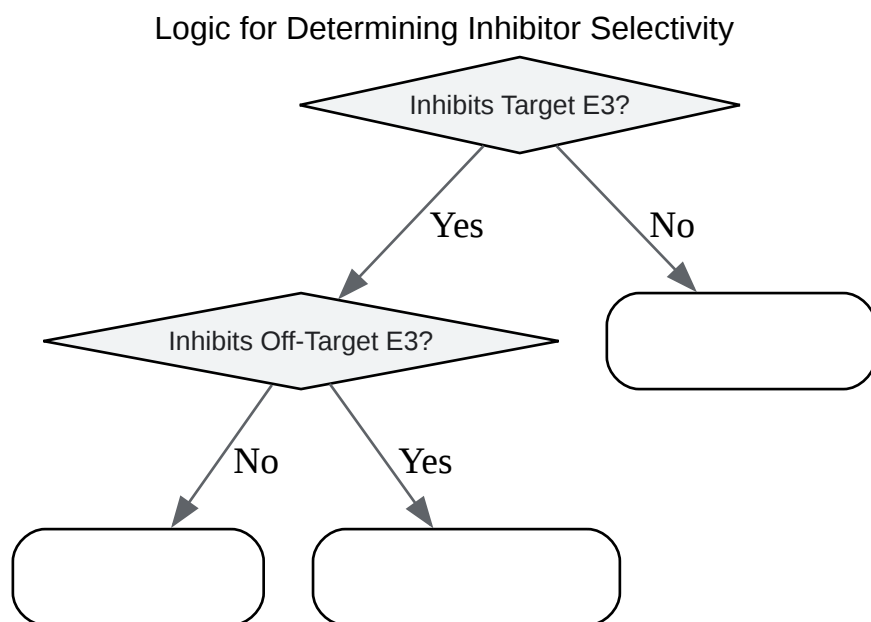 Logic for Determining Inhibitor Selectivity
Inhibits Target E3?
Yes
No
Inhibits Off-Target E3?
No
Yes